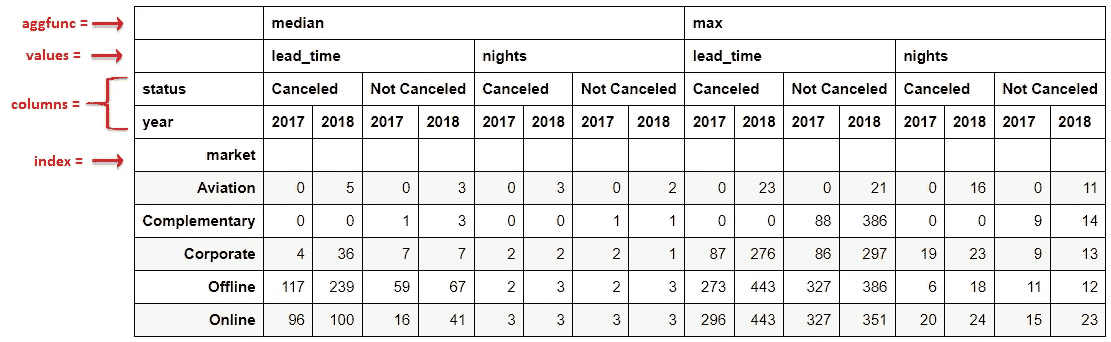 aggfunc = median max
values = lead_time nights lead_time nights
status Canceled Not Canceled Canceled Not Canceled Canceled Not Canceled Canceled Not Canceled
columns =
year 2017 2018 2017 2018 2017 2018 2017 2018 2017 2018 2017 2018 2017 2018 2017 2018
index = market
Aviation 0 5 0 3 0 3 0 2 0 23 0 21 0 16 0 11
Complementary 0 0 1 3 0 0 1 1 0 0 88 386 0 0 9 14
Corporate 4 36 7 7 2 2 2 1 87 276 86 297 19 23 9 13
Offline 117 239 59 67 2 3 2 3 273 443 327 386 6 18 11 12
Online 96 100 16 41 3 3 3 3 296 443 327 351 20 24 15 23